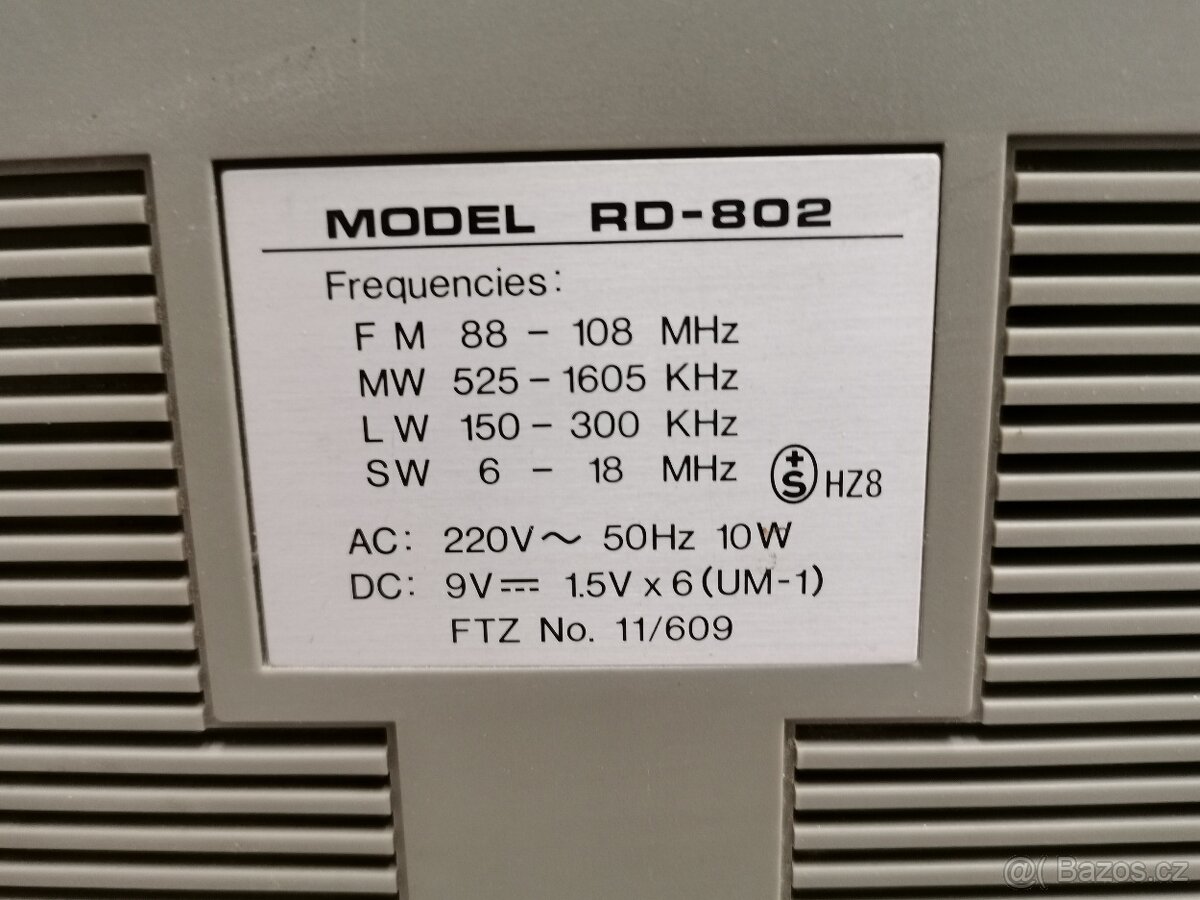 MODEL RD-802
Frequencies:
FM 88 - 108 MHz
MW 525 - 1605 KHz
LW 150 - 300 KHz
SW 6 - 18 MHz
+S HZ8
AC: 220V～ 50Hz 10W
DC: 9V⎓ 1.5V x 6 (UM-1)
FTZ No. 11/609
@( Bazos.cz